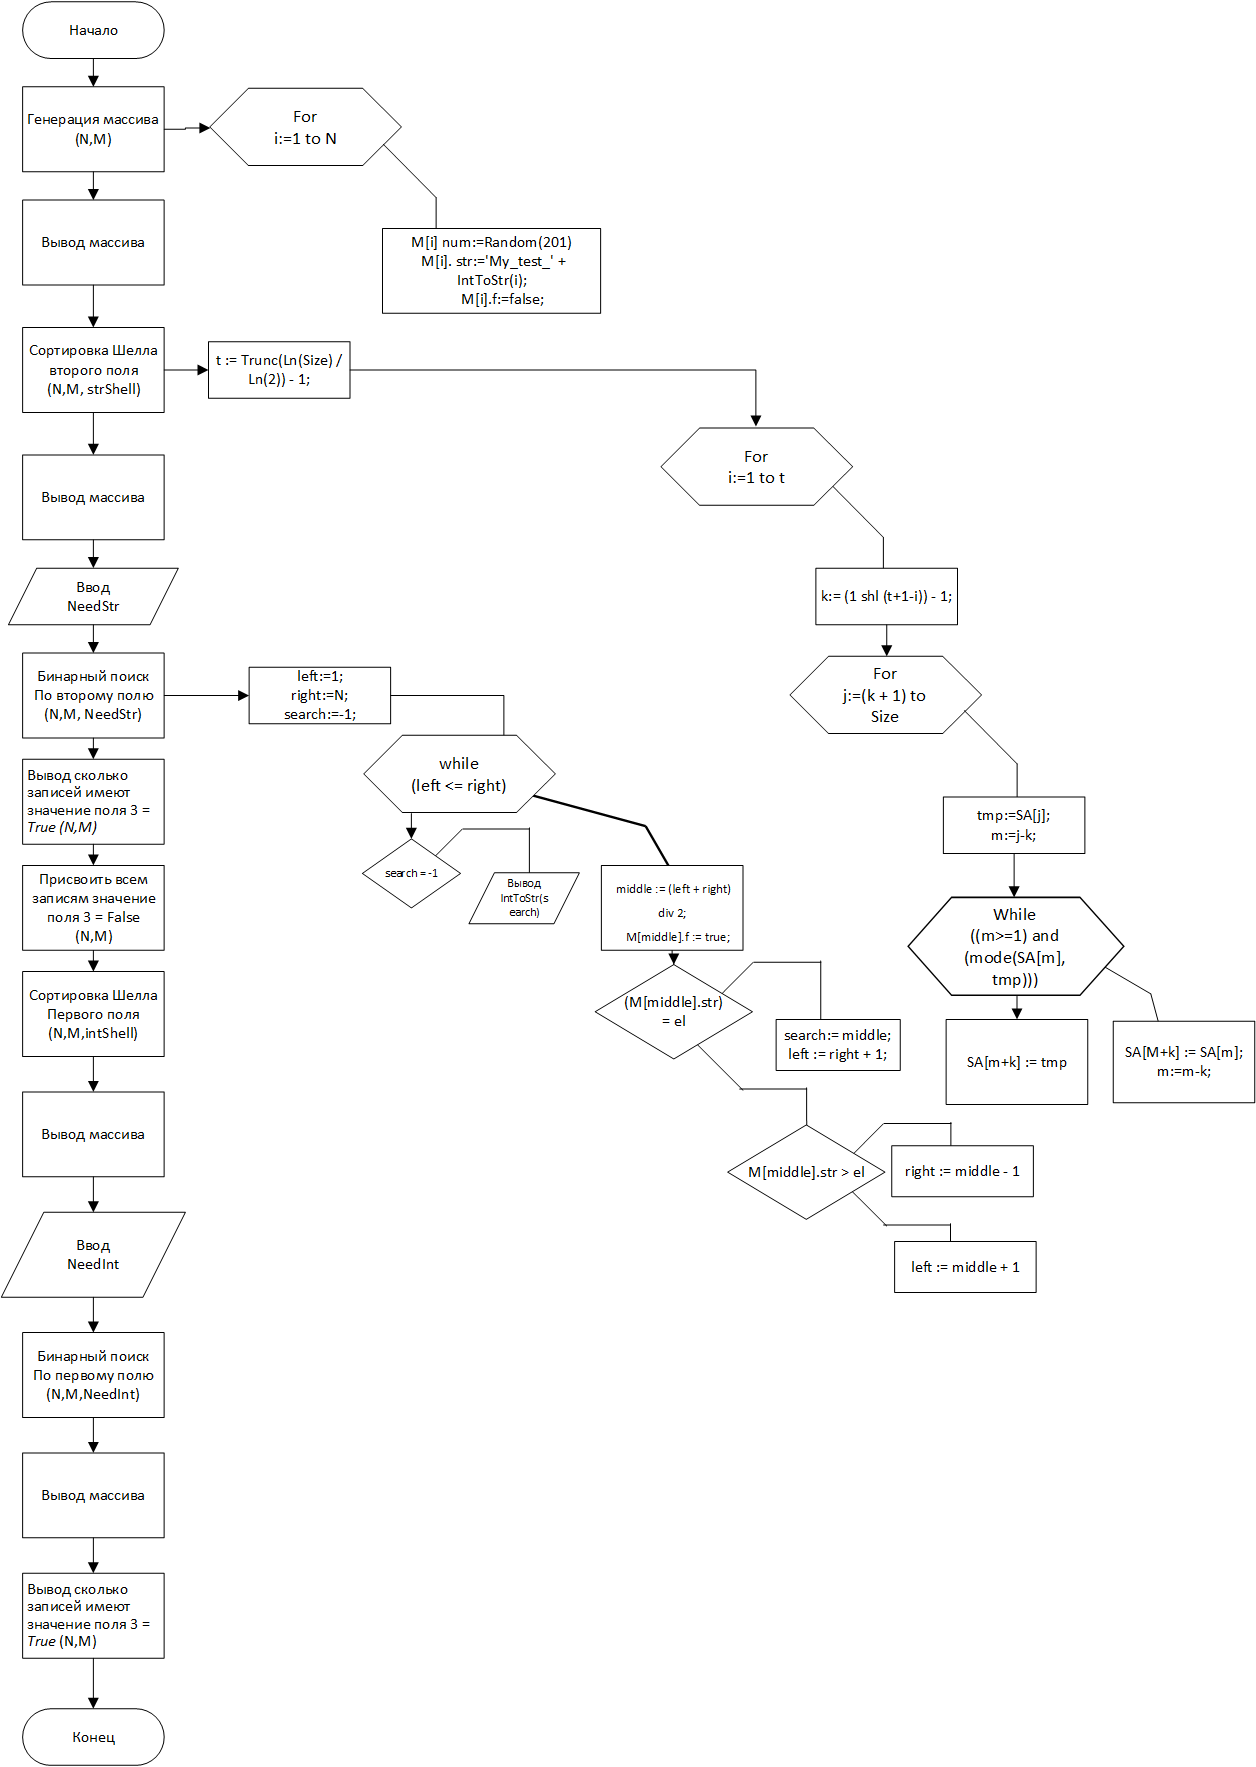 Начало
Генерация массива
(N,M)
For
i:=1 to N
M[i] num:=Random(201)
M[i]. str:='My_test_' +
IntToStr(i);
M[i].f:=false;
Вывод массива
Сортировка Шелла
второго поля
(N,M, strShell)
t := Trunc(Ln(Size) /
Ln(2)) - 1;
For
i:=1 to t
k:= (1 shl (t+1-i)) - 1;
For
j:=(k + 1) to
Size
tmp:=SA[j];
m:=j-k;
While
((m>=1) and
(mode(SA[m],
tmp)))
SA[m+k] := tmp
SA[M+k] := SA[m];
m:=m-k;
Вывод массива
Ввод
NeedStr
Бинарный поиск
По второму полю
(N,M, NeedStr)
left:=1;
right:=N;
search:=-1;
while
(left <= right)
search = -1
Вывод
IntToStr(s
earch)
middle := (left + right)
div 2;
M[middle].f := true;
(M[middle].str)
= el
search:= middle;
left := right + 1;
M[middle].str > el
right := middle - 1
left := middle + 1
Вывод сколько
записей имеют
значение поля 3 =
True (N,M)
Присвоить всем
записям значение
поля 3 = False
(N,M)
Сортировка Шелла
Первого поля
(N,M,intShell)
Вывод массива
Ввод
NeedInt
Бинарный поиск
По первому полю
(N,M,NeedInt)
Вывод массива
Вывод сколько
записей имеют
значение поля 3 =
True (N,M)
Конец